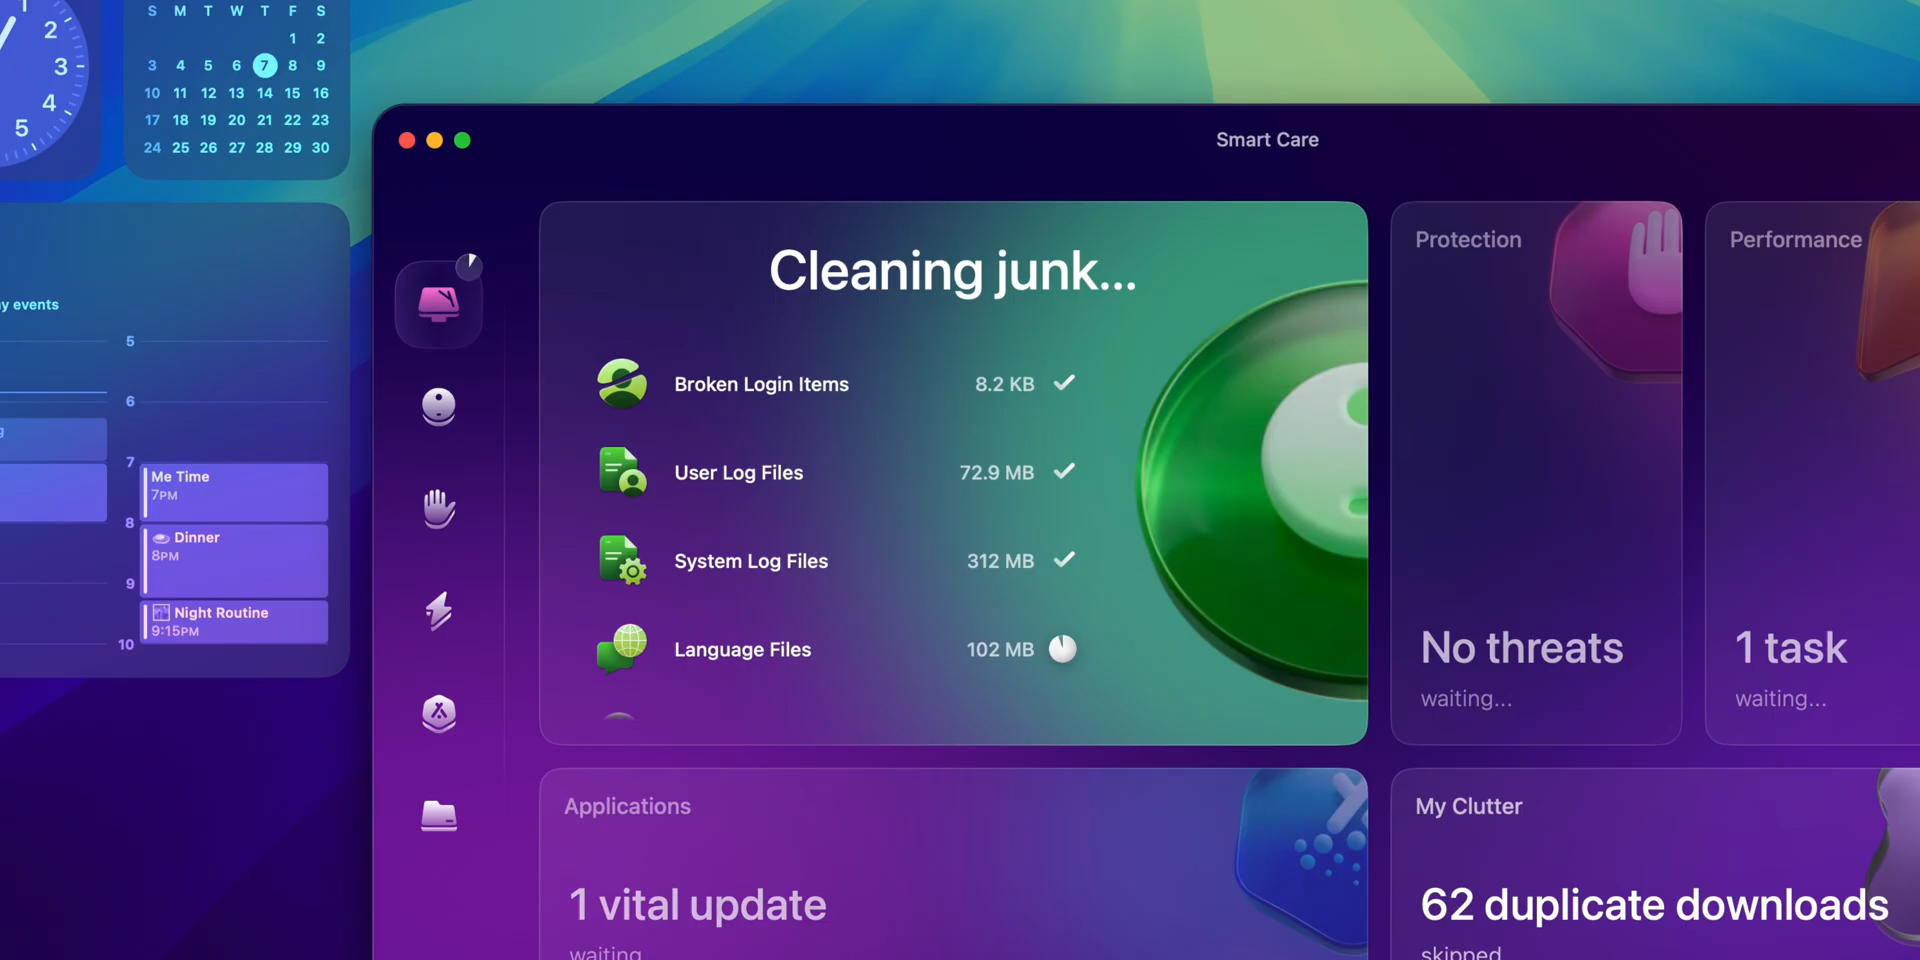 1
2
3
4
5
S M T W T F S
1 2
3 4 5 6 7 8 9
10 11 12 13 14 15 16
17 18 19 20 21 22 23
24 25 26 27 28 29 30
events
5
6
7
8
9
10
Me Time
7PM
Dinner
8PM
Night Routine
9:15PM
Smart Care
Cleaning junk...
Broken Login Items 8.2 KB
User Log Files 72.9 MB
System Log Files 312 MB
Language Files 102 MB
Protection
No threats
waiting...
Performance
1 task
waiting...
Applications
1 vital update
waiting
My Clutter
62 duplicate downloads
skipped